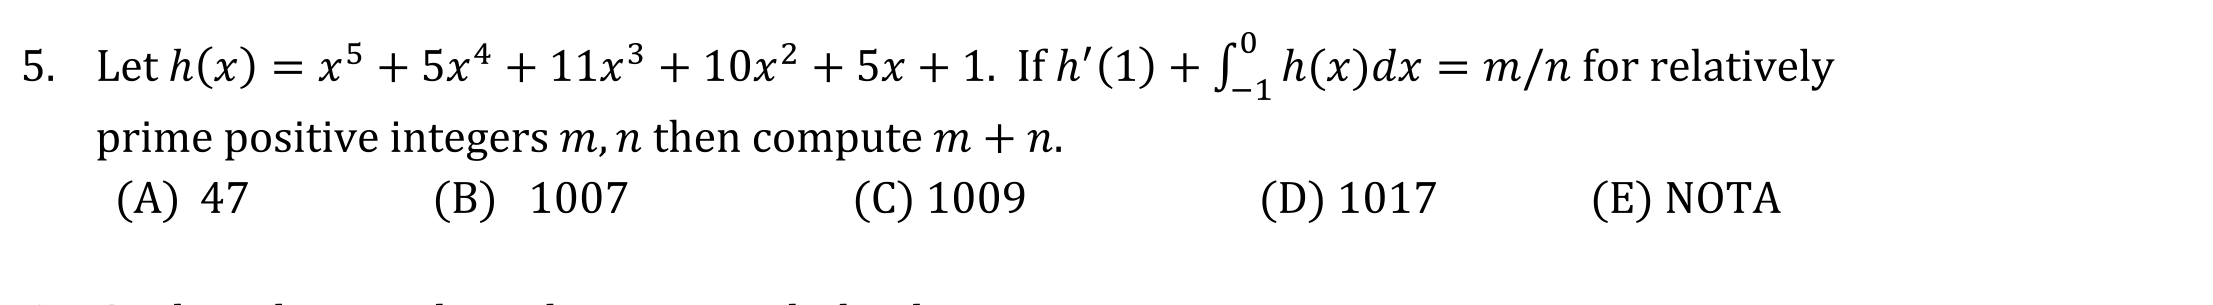 5. Let h(x) = x⁵ + 5x⁴ + 11x³ + 10x² + 5x + 1. If h′(1) + ∫₋₁⁰ h(x)dx = m/n for relatively
prime positive integers m, n then compute m + n.
(A) 47 (B) 1007 (C) 1009 (D) 1017 (E) NOTA